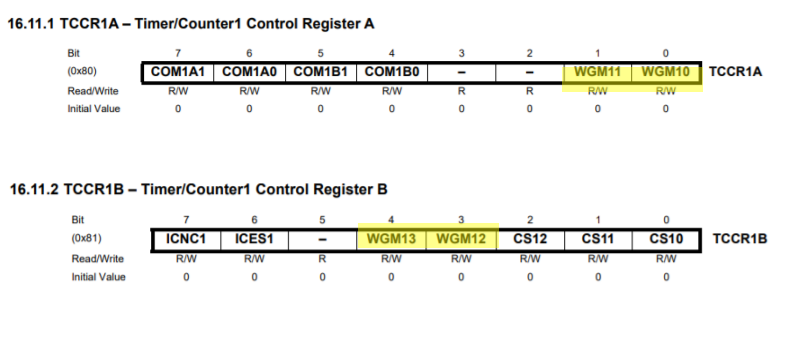 16.11.1 TCCR1A – Timer/Counter1 Control Register A
Bit 7 6 5 4 3 2 1 0
(0x80) COM1A1 COM1A0 COM1B1 COM1B0 – – WGM11 WGM10 TCCR1A
Read/Write R/W R/W R/W R/W R R R/W R/W
Initial Value 0 0 0 0 0 0 0 0
16.11.2 TCCR1B – Timer/Counter1 Control Register B
Bit 7 6 5 4 3 2 1 0
(0x81) ICNC1 ICES1 – WGM13 WGM12 CS12 CS11 CS10 TCCR1B
Read/Write R/W R/W R R/W R/W R/W R/W R/W
Initial Value 0 0 0 0 0 0 0 0